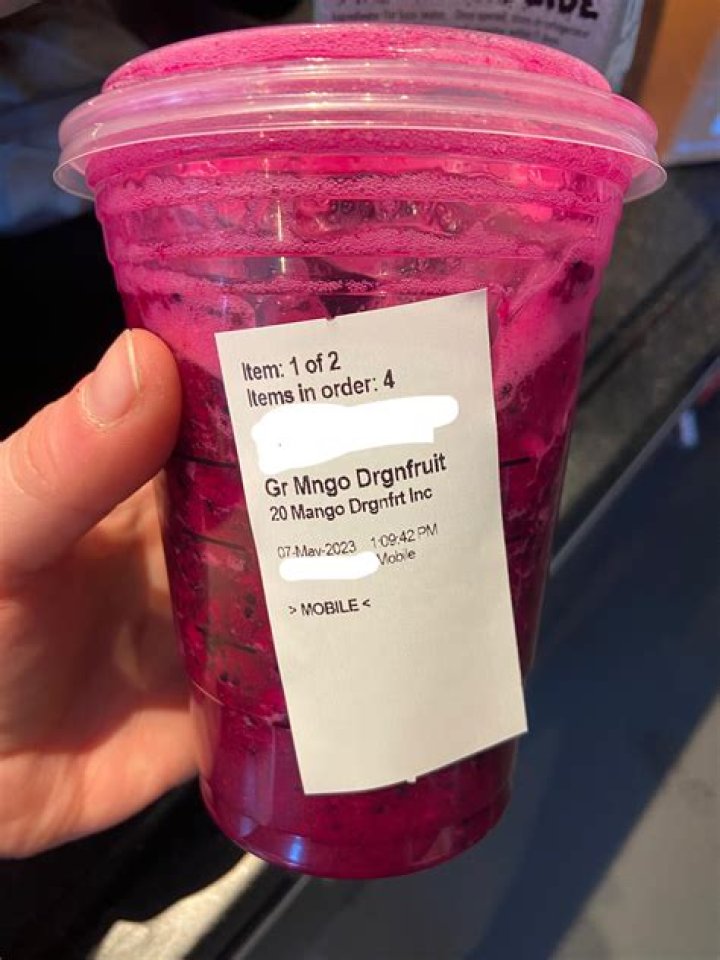 Item: 1 of 2
Items in order: 4
Gr Mngo Drgnfruit
20 Mango Drgnfrt Inc
07-May-2023 1:09:42 PM
Mobile
> MOBILE <